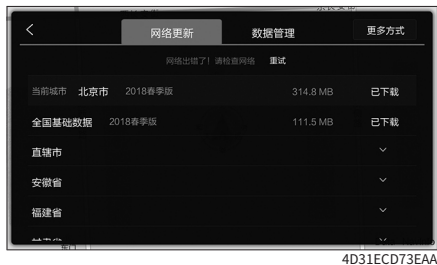 网络更新
数据管理
更多方式
网络出错了！请检查网络 重试
当前城市 北京市 2018春季版 314.8 MB 已下载
全国基础数据 2018春季版 111.5 MB 已下载
直辖市
安徽省
福建省
4D31ECD73EAA